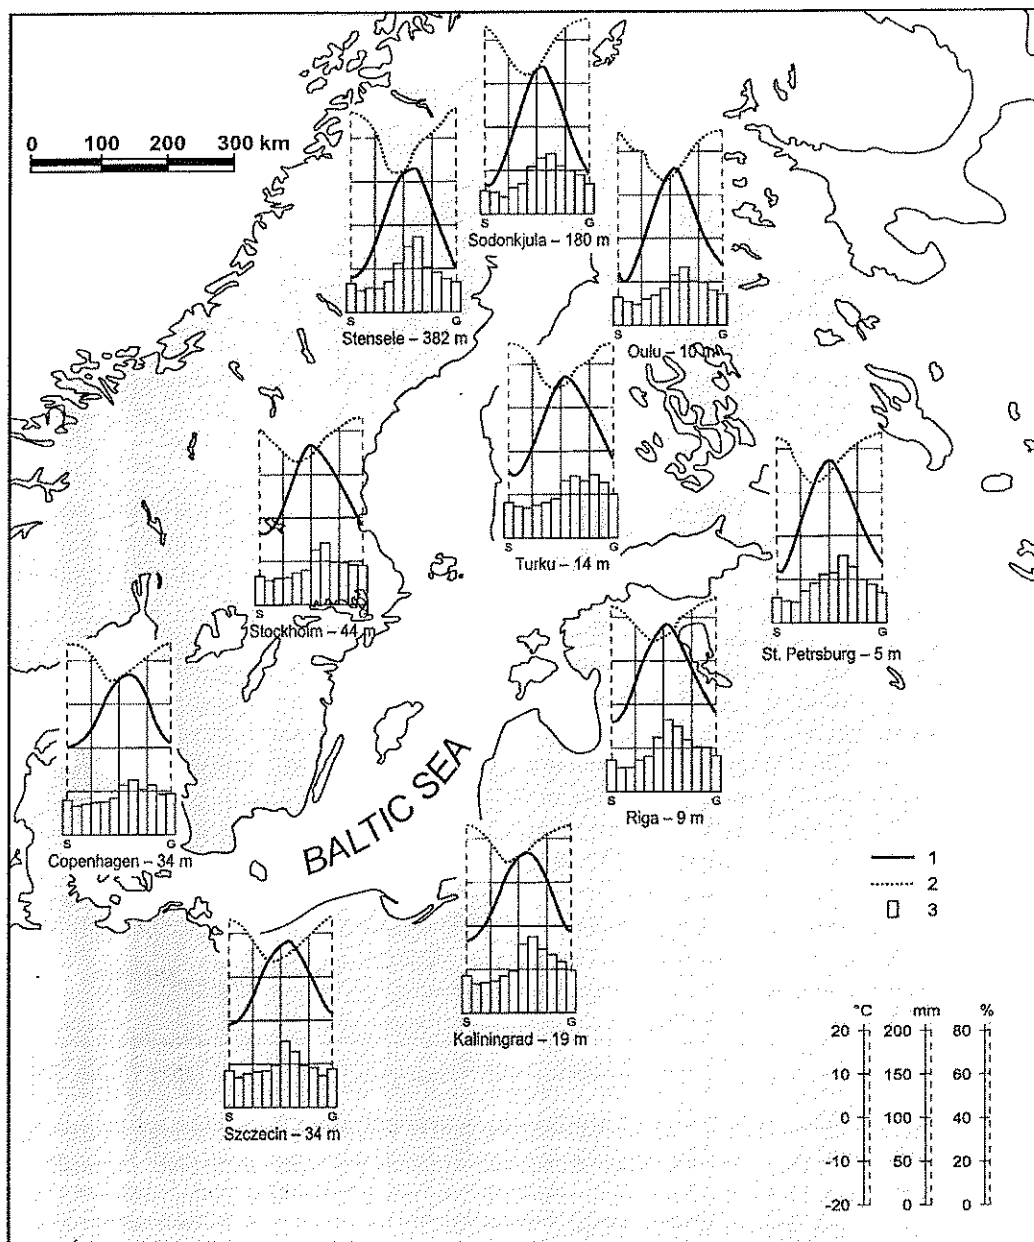 0 100 200 300 km
S G
Sodonkjula – 180 m
S G
Stensele – 382 m
S G
Oulu – 10 m
S G
Turku – 14 m
S G
Stockholm – 44 m
S G
St. Petrsburg – 5 m
S G
Copenhagen – 34 m
S G
Riga – 9 m
BALTIC SEA
S G
Kaliningrad – 19 m
S G
Szczecin – 34 m
1
2
3
°C mm %
20 200 80
10 150 60
0 100 40
-10 50 20
-20 0 0